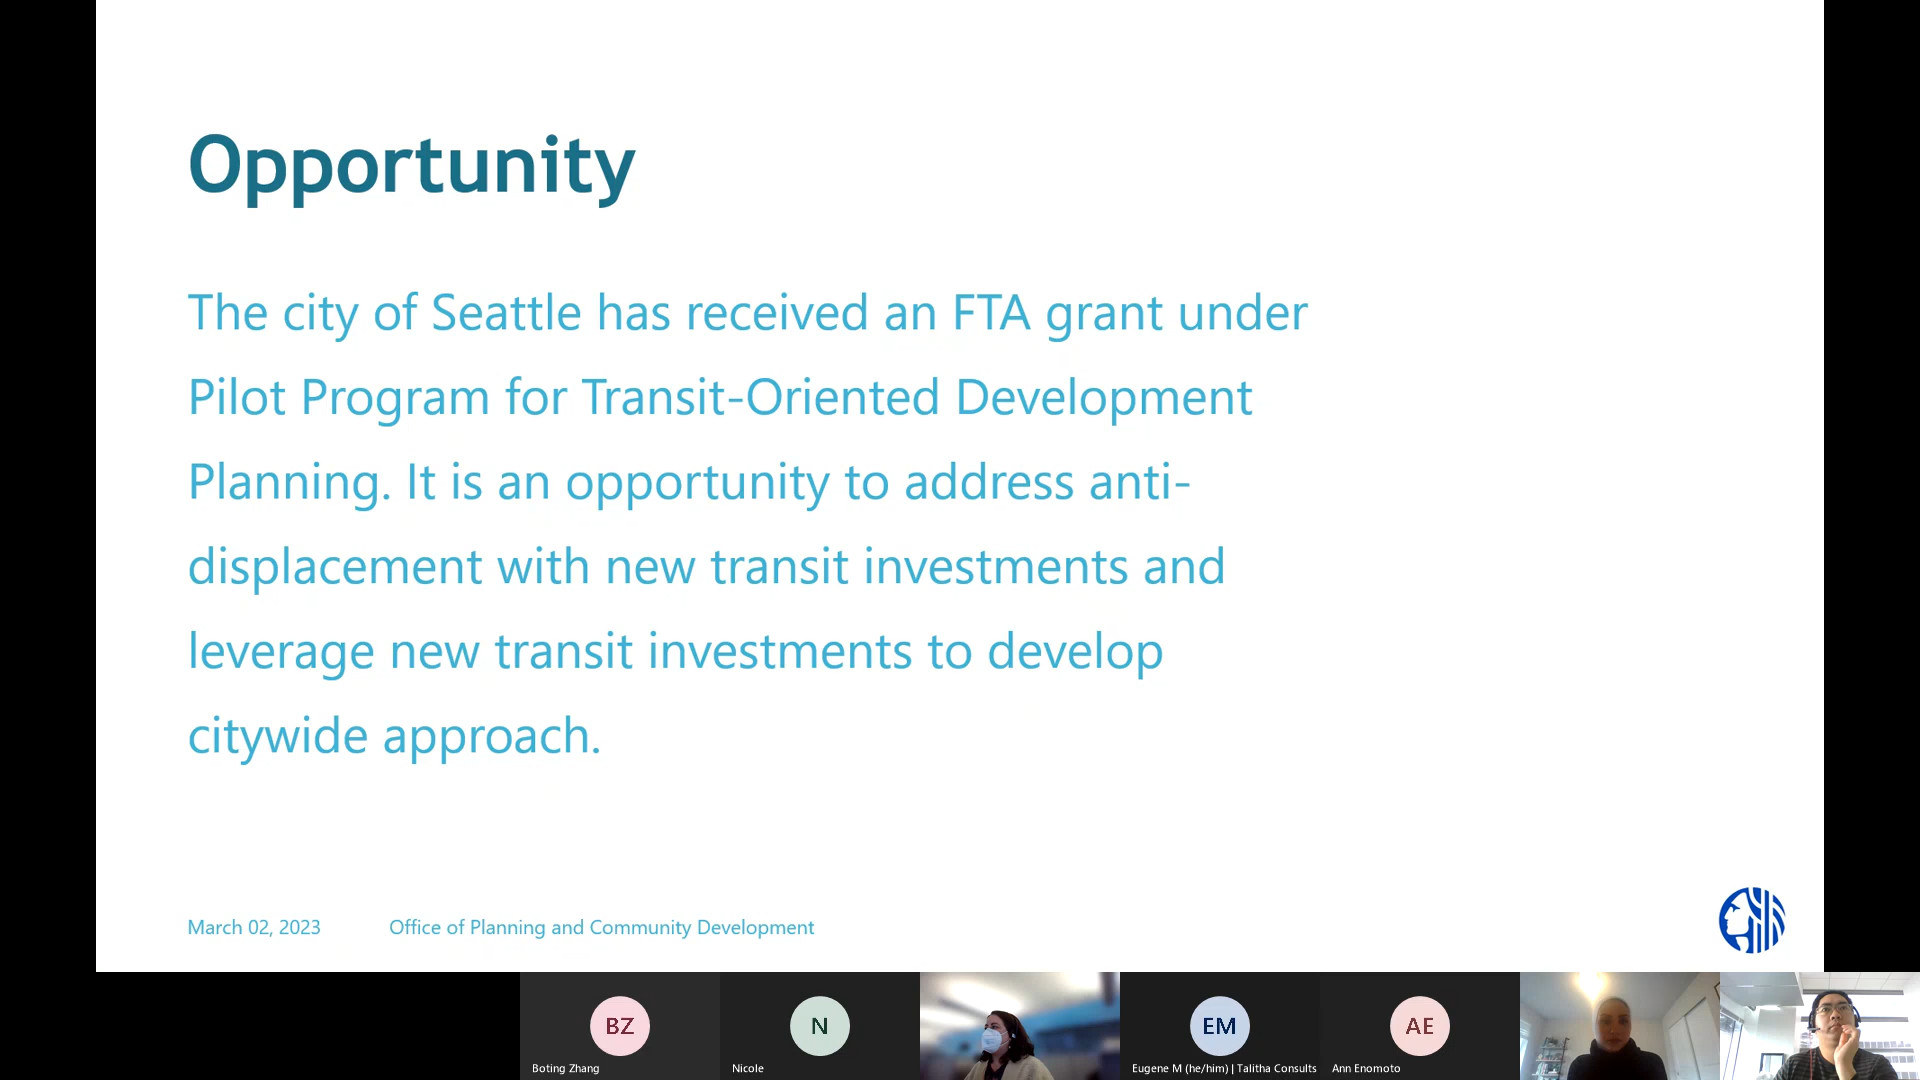 Opportunity
The city of Seattle has received an FTA grant under
Pilot Program for Transit-Oriented Development
Planning. It is an opportunity to address anti-
displacement with new transit investments and
leverage new transit investments to develop
citywide approach.
March 02, 2023
Office of Planning and Community Development
BZ
Boting Zhang
N
Nicole
EM
Eugene M (he/him) | Talitha Consults
AE
Ann Enomoto